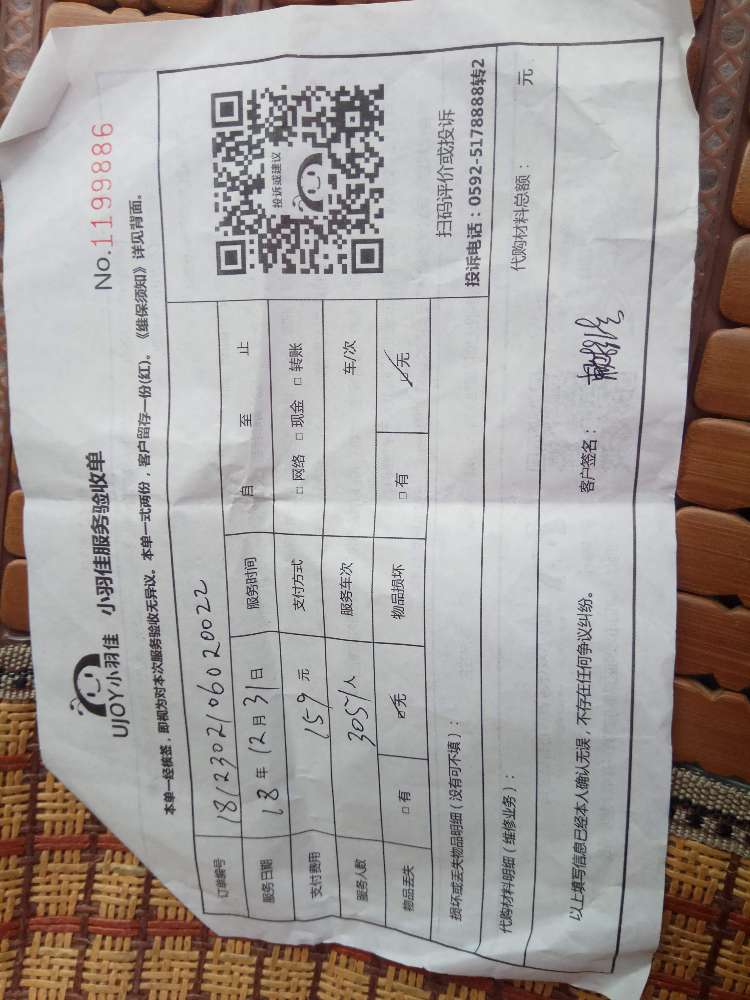 UJOY小羽佳 小羽佳服务验收单 No.1199886
本单一经核签，即视为对本次服务验收无异议。本单一式两份，客户留存一份(红)。《维保须知》详见背面。
订单编号 1812302106020022
服务日期 18年12月31日 服务时间 自 至 止
支付费用 159元 支付方式 □网络 □现金 □转账
服务人数 3051人 服务车次 车/次
物品丢失 □有 ☑无 物品损坏 □有 ☑无
投诉或建议
扫码评价或投诉
投诉电话：0592-5178888转2
损坏或丢失物品明细（没有可不填）：
代购材料明细（维修业务）： 代购材料总额： 元
以上填写信息已经本人确认无误，不存在任何争议纠纷。 客户签名：